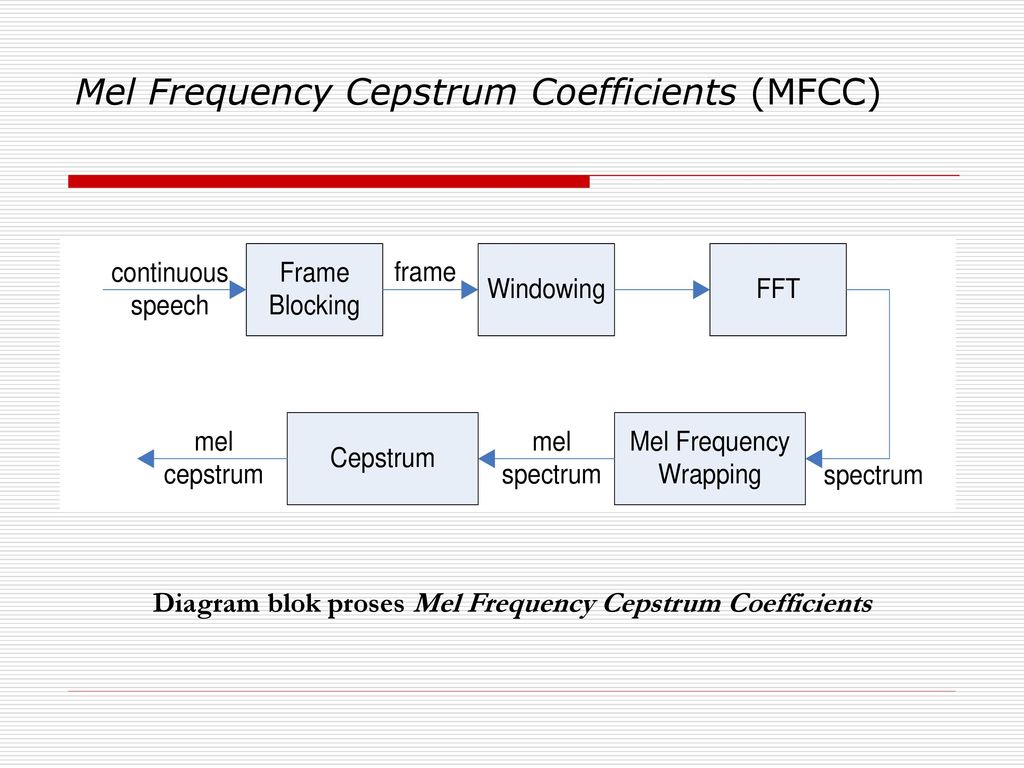 Mel Frequency Cepstrum Coefficients (MFCC)
continuous
speech
Frame
Blocking
frame
Windowing
FFT
mel
cepstrum
Cepstrum
mel
spectrum
Mel Frequency
Wrapping
spectrum
Diagram blok proses Mel Frequency Cepstrum Coefficients